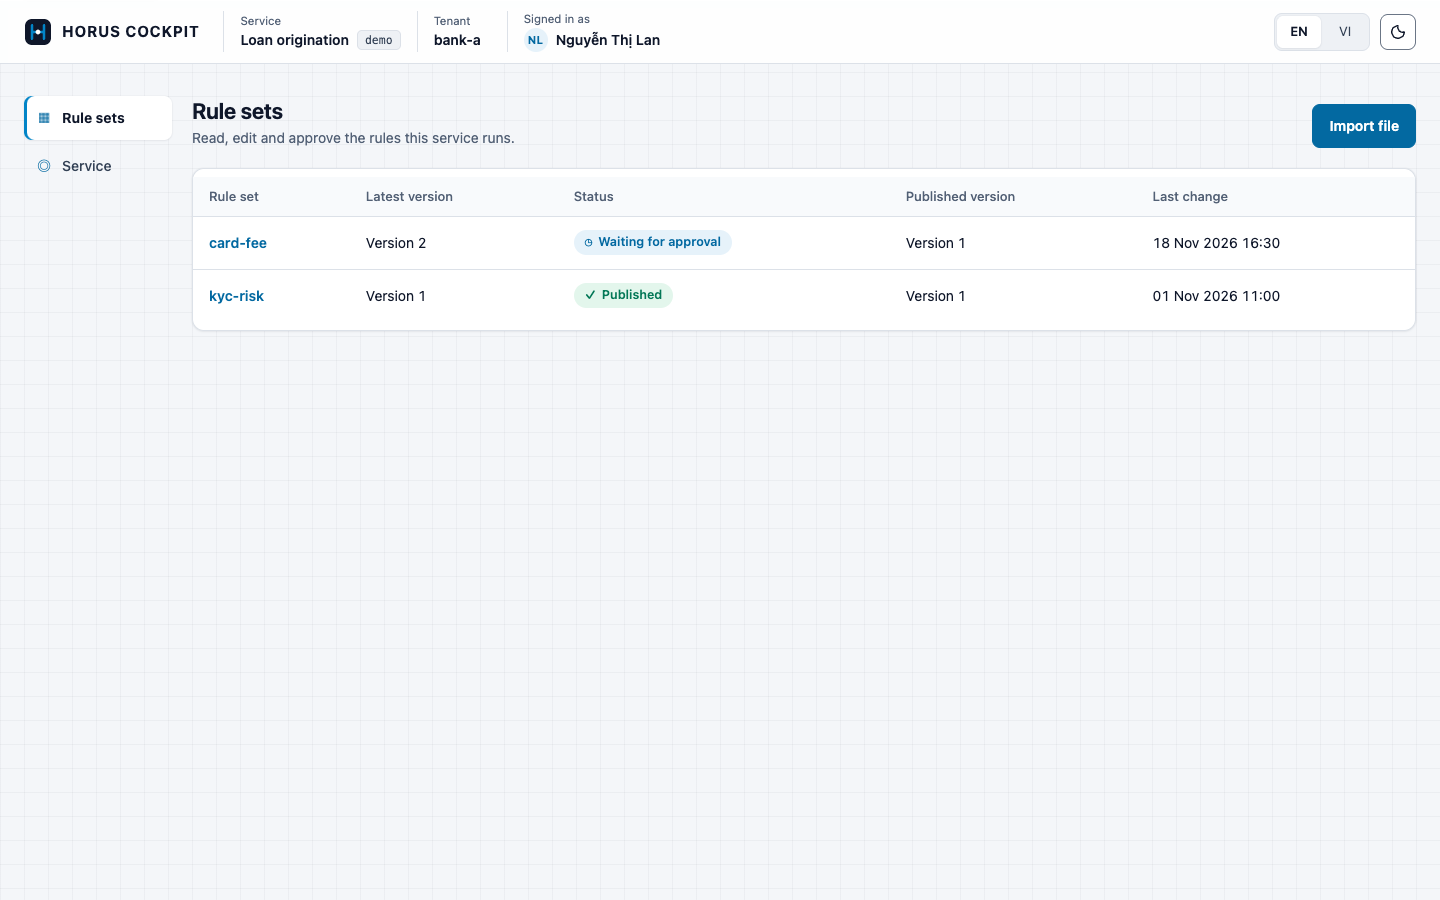 HORUS COCKPIT
Service
Loan origination demo
Tenant
bank-a
Signed in as
NL Nguyễn Thị Lan
EN VI
Rule sets
Service
Rule sets
Read, edit and approve the rules this service runs.
Import file
Rule set Latest version Status Published version Last change
card-fee Version 2 Waiting for approval Version 1 18 Nov 2026 16:30
kyc-risk Version 1 Published Version 1 01 Nov 2026 11:00